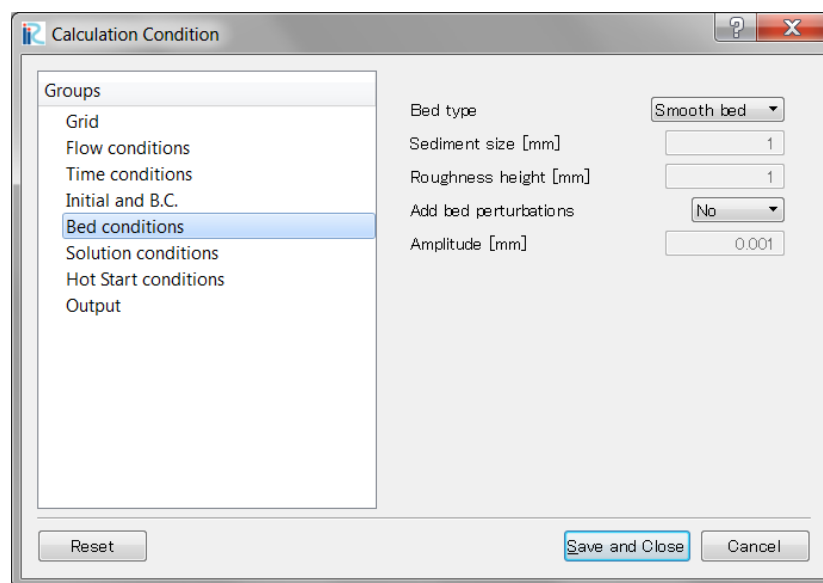 iRIC Calculation Condition
Groups
Grid
Flow conditions
Time conditions
Initial and B.C.
Bed conditions
Solution conditions
Hot Start conditions
Output
Bed type Smooth bed
Sediment size [mm] 1
Roughness height [mm] 1
Add bed perturbations No
Amplitude [mm] 0.001
Reset Save and Close Cancel